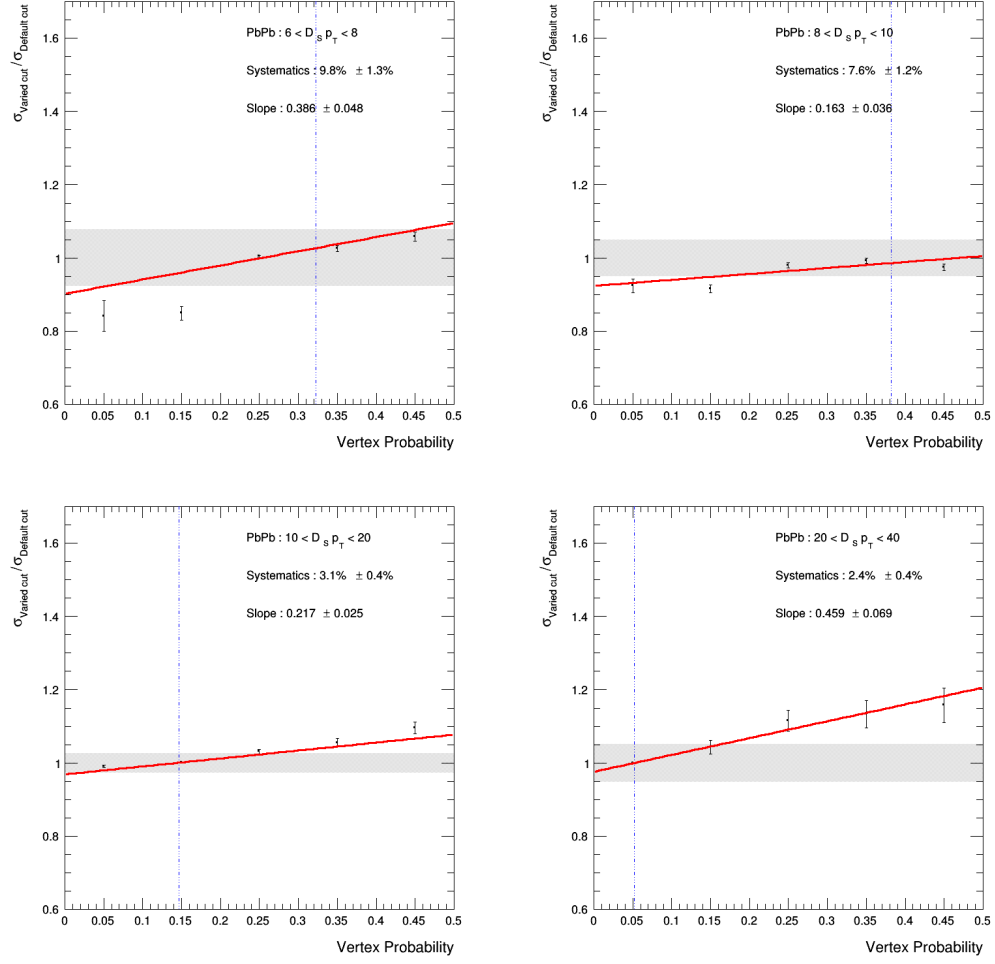 PbPb : 6 < D_S p_T < 8
Systematics : 9.8% ± 1.3%
Slope : 0.386 ± 0.048
σ_Varied cut/σ_Default cut
1.6
1.4
1.2
1
0.8
0.6
0 0.05 0.1 0.15 0.2 0.25 0.3 0.35 0.4 0.45 0.5
Vertex Probability
PbPb : 8 < D_S p_T < 10
Systematics : 7.6% ± 1.2%
Slope : 0.163 ± 0.036
σ_Varied cut/σ_Default cut
1.6
1.4
1.2
1
0.8
0.6
0 0.05 0.1 0.15 0.2 0.25 0.3 0.35 0.4 0.45 0.5
Vertex Probability
PbPb : 10 < D_S p_T < 20
Systematics : 3.1% ± 0.4%
Slope : 0.217 ± 0.025
σ_Varied cut/σ_Default cut
1.6
1.4
1.2
1
0.8
0.6
0 0.05 0.1 0.15 0.2 0.25 0.3 0.35 0.4 0.45 0.5
Vertex Probability
PbPb : 20 < D_S p_T < 40
Systematics : 2.4% ± 0.4%
Slope : 0.459 ± 0.069
σ_Varied cut/σ_Default cut
1.6
1.4
1.2
1
0.8
0.6
0 0.05 0.1 0.15 0.2 0.25 0.3 0.35 0.4 0.45 0.5
Vertex Probability